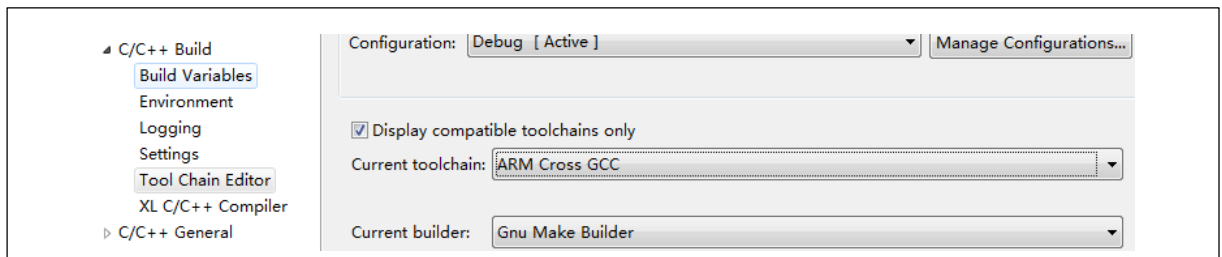 C/C++ Build
Build Variables
Environment
Logging
Settings
Tool Chain Editor
XL C/C++ Compiler
C/C++ General
Configuration: Debug [ Active ] Manage Configurations...
Display compatible toolchains only
Current toolchain: ARM Cross GCC
Current builder: Gnu Make Builder